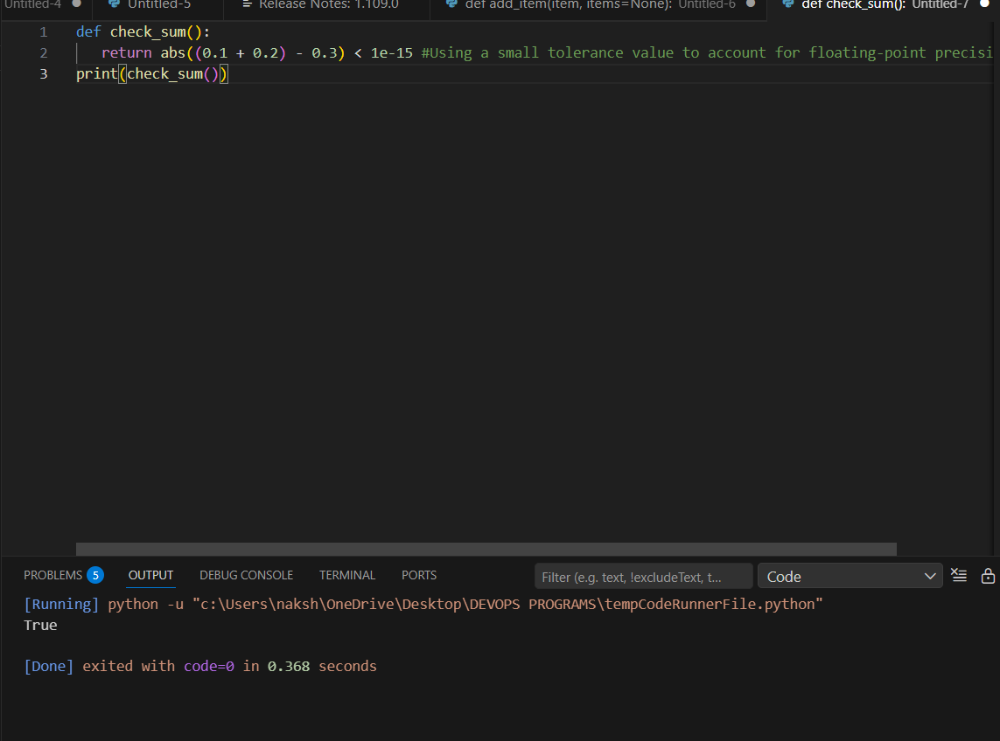 Untitled-4 Untitled-5 Release Notes: 1.109.0 def add_item(item, items=None): Untitled-6 def check_sum(): Untitled-7
1 def check_sum():
2 return abs((0.1 + 0.2) - 0.3) < 1e-15 #Using a small tolerance value to account for floating-point precisi
3 print(check_sum())
PROBLEMS 5 OUTPUT DEBUG CONSOLE TERMINAL PORTS Filter (e.g. text, !excludeText, t... Code
[Running] python -u "c:\Users\naksh\OneDrive\Desktop\DEVOPS PROGRAMS\tempCodeRunnerFile.python"
True
[Done] exited with code=0 in 0.368 seconds